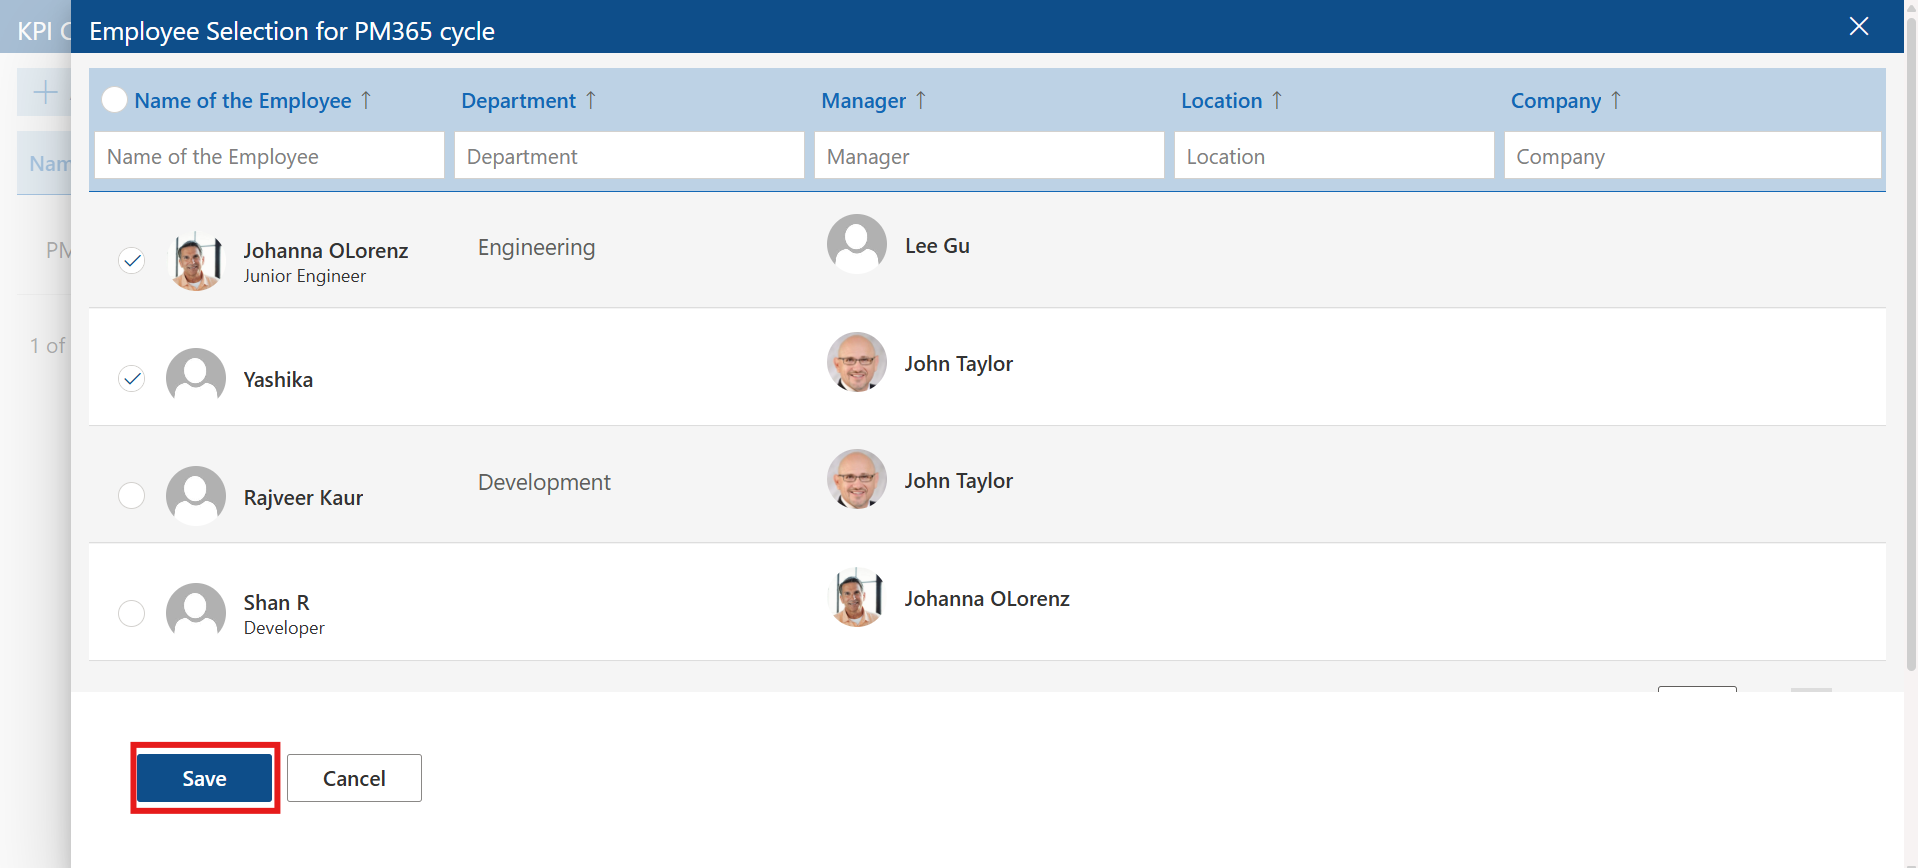 KPI C
Employee Selection for PM365 cycle
Name of the Employee ↑ Department ↑ Manager ↑ Location ↑ Company ↑
Nam
Name of the Employee Department Manager Location Company
PM
Johanna OLorenz Engineering Lee Gu
Junior Engineer
1 of
Yashika John Taylor
Rajveer Kaur Development John Taylor
Shan R Johanna OLorenz
Developer
Save Cancel